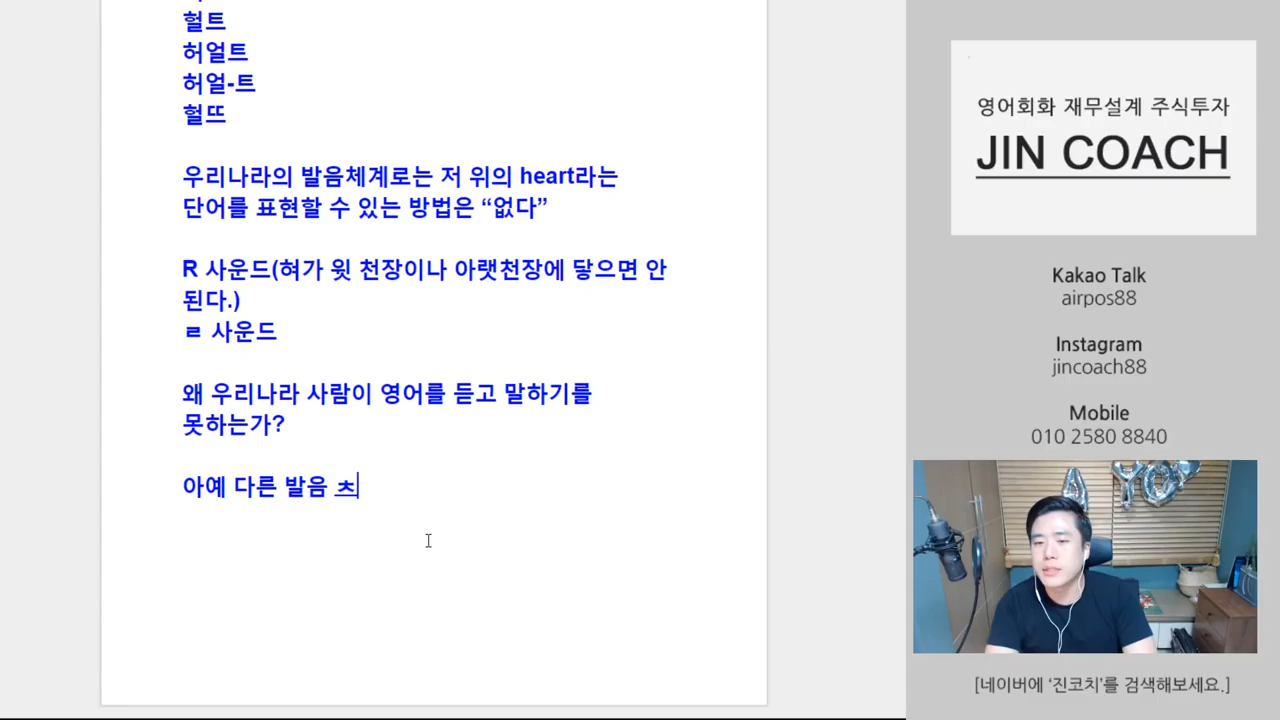 헐트
허얼트
허얼-트
헐뜨
우리나라의 발음체계로는 저 위의 heart라는
단어를 표현할 수 있는 방법은 “없다”
R 사운드(혀가 윗 천장이나 아랫천장에 닿으면 안
된다.)
ㄹ 사운드
왜 우리나라 사람이 영어를 듣고 말하기를
못하는가?
아예 다른 발음 ㅊ
영어회화 재무설계 주식투자
JIN COACH
Kakao Talk
airpos88
Instagram
jincoach88
Mobile
010 2580 8840
[네이버에 '진코치'를 검색해보세요.]